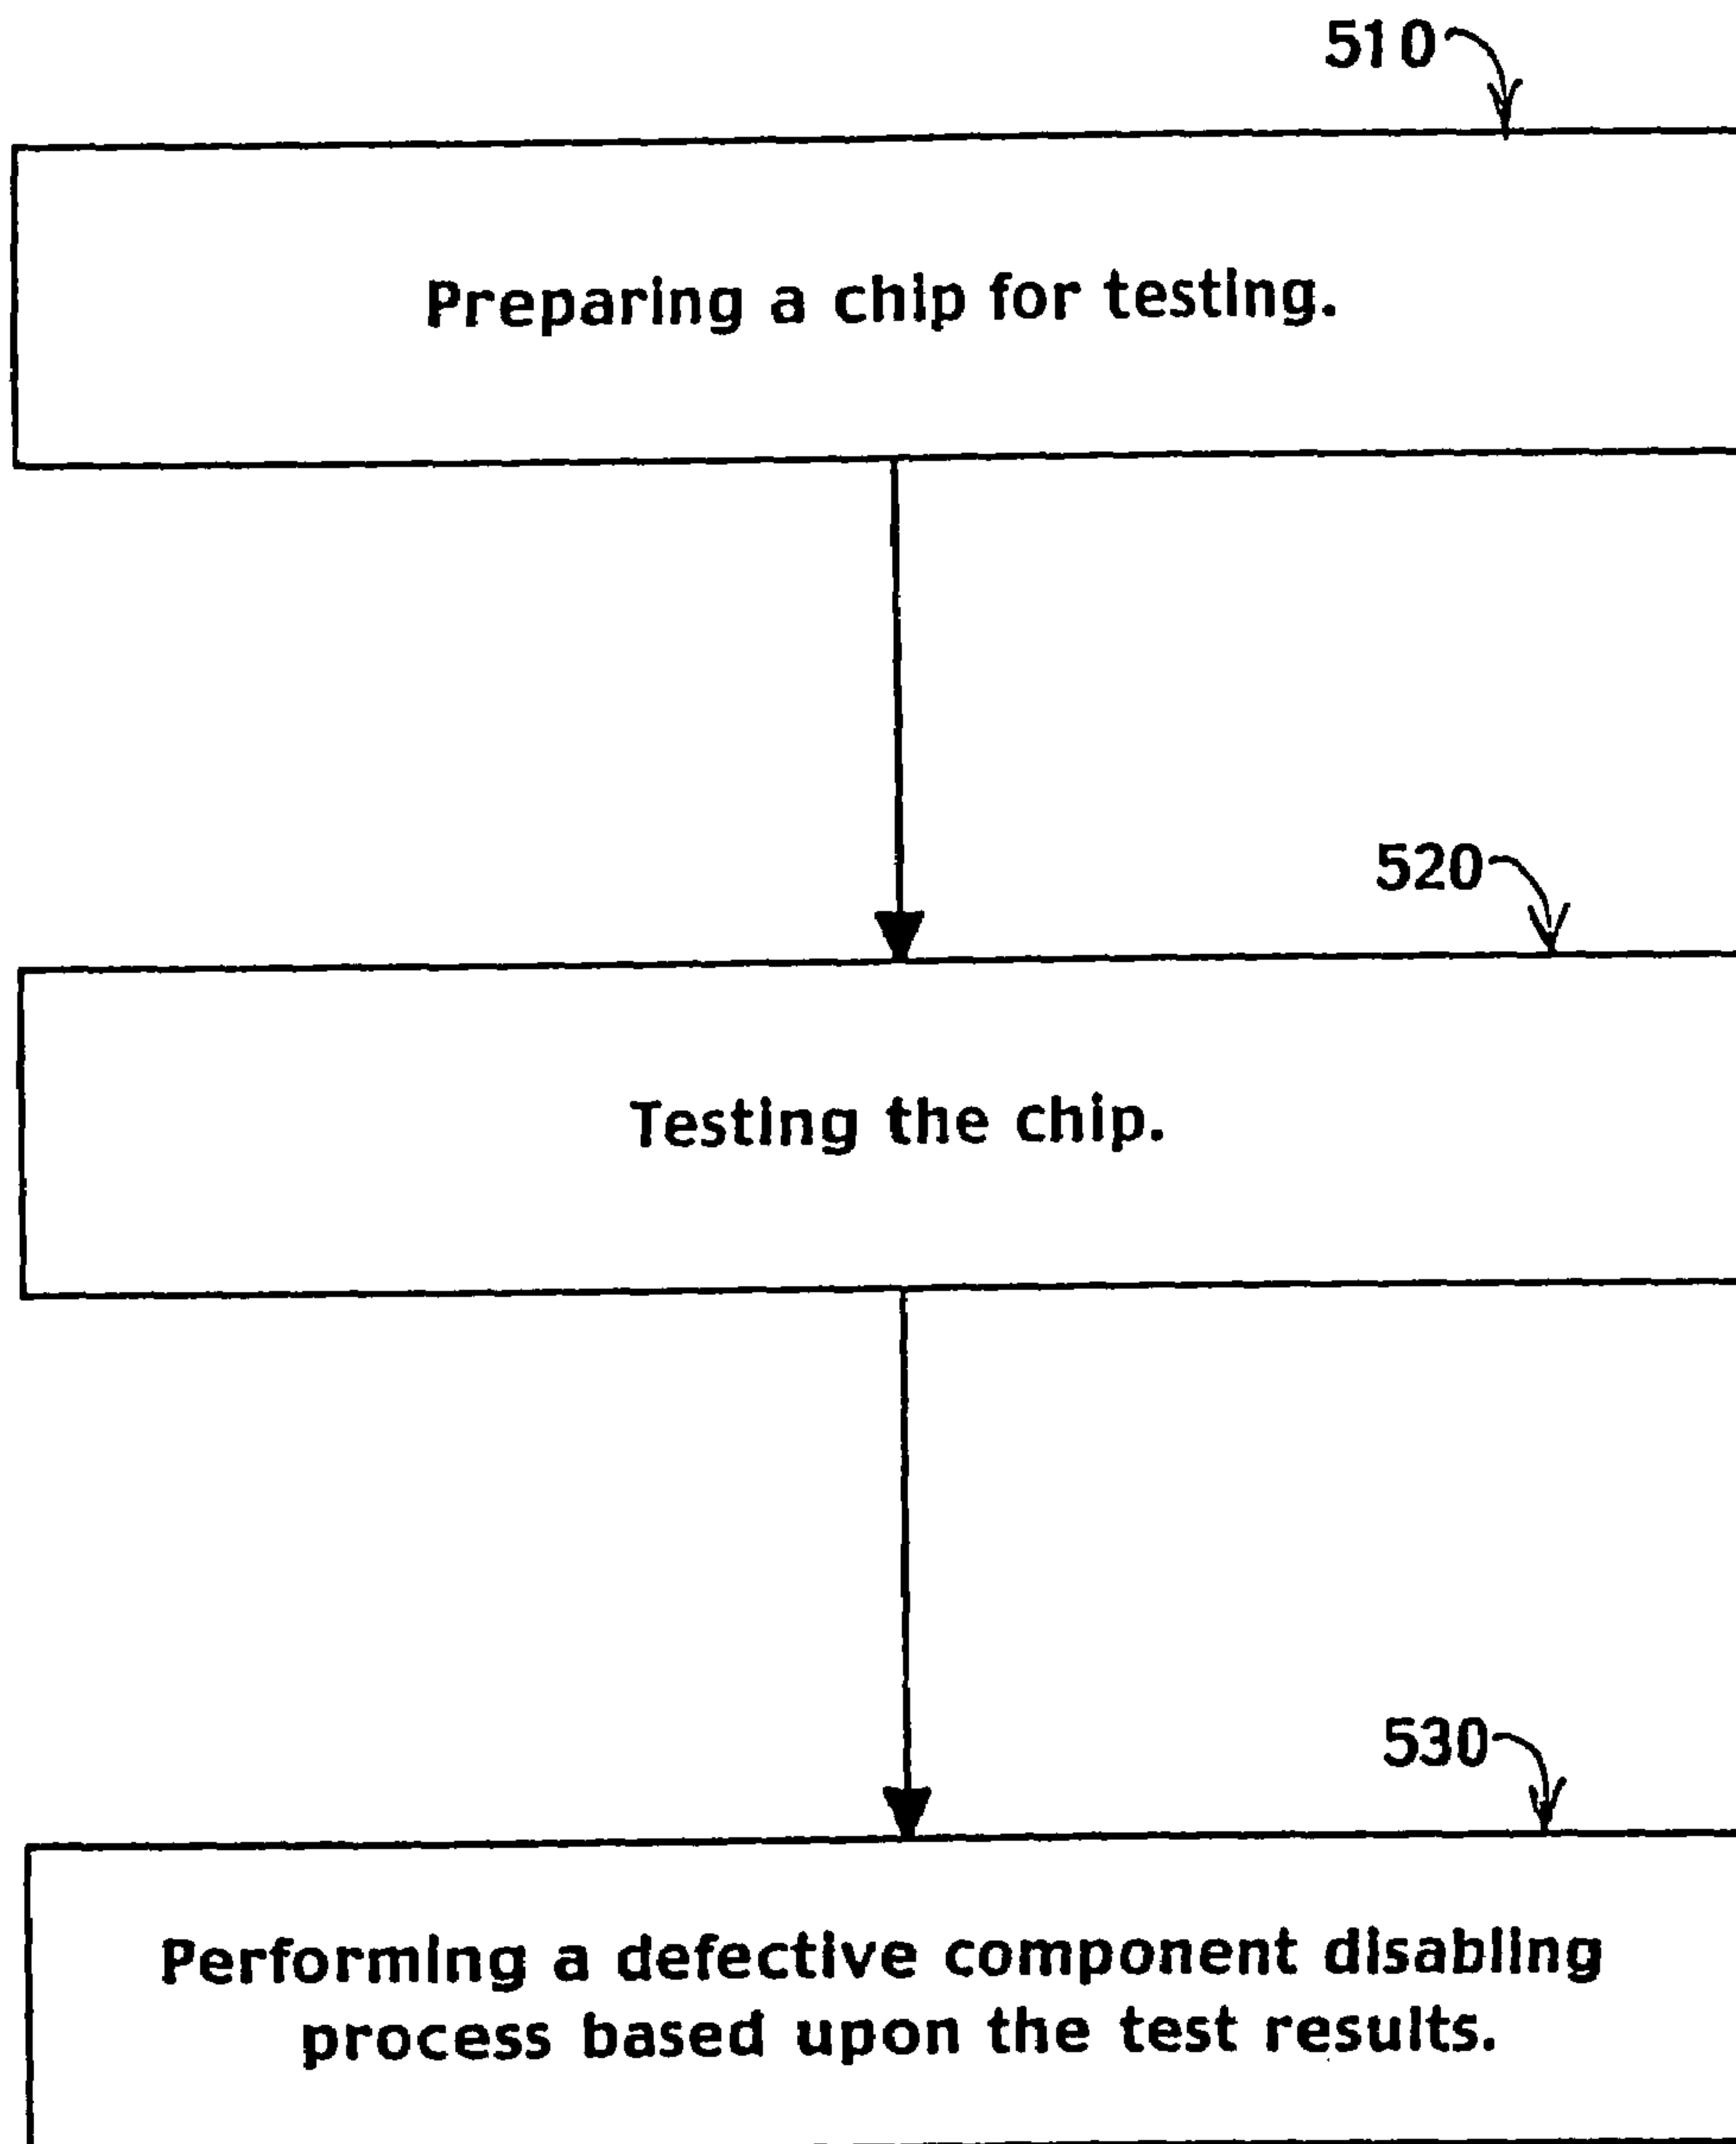 510
Preparing a chip for testing.
520
Testing the chip.
530
Performing a defective component disabling
process based upon the test results.